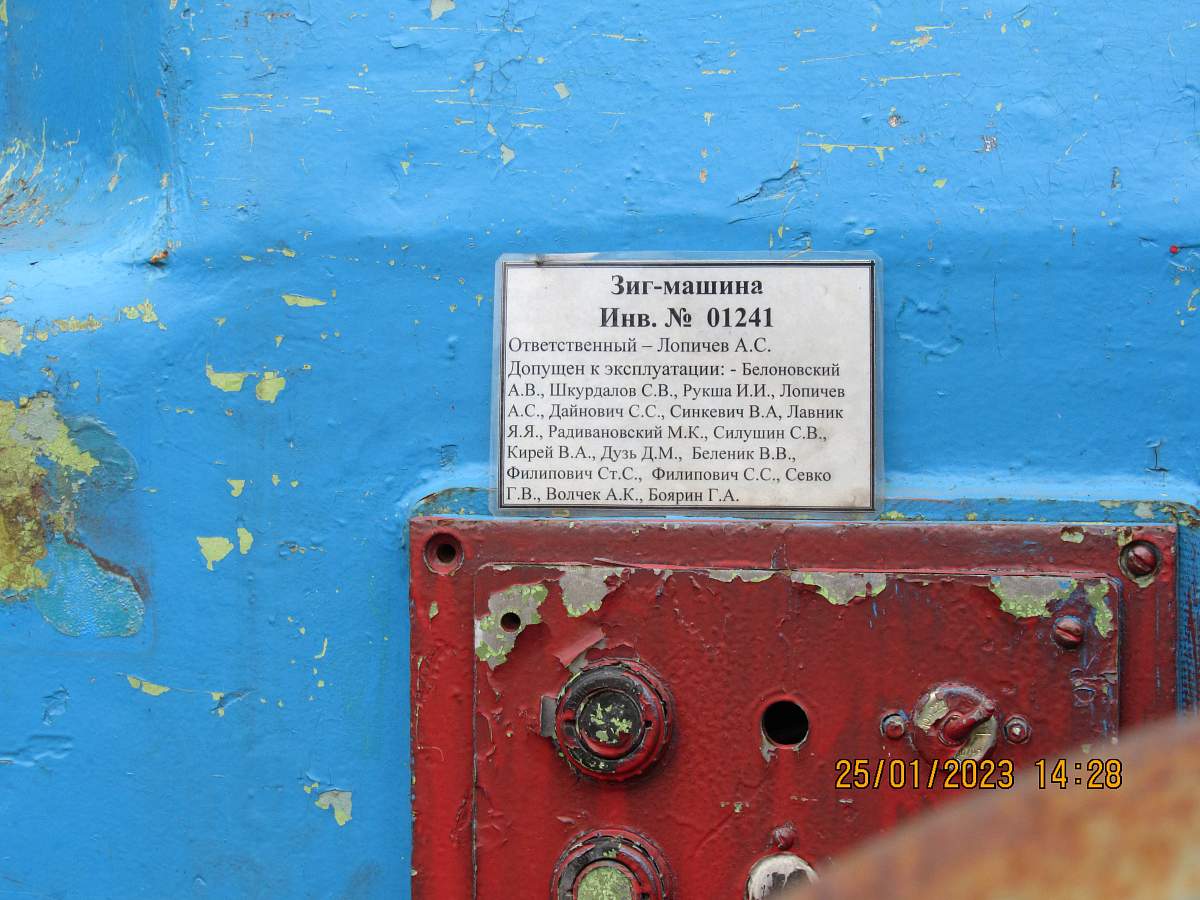 Зиг-машина
Инв. № 01241
Ответственный – Лопичев А.С.
Допущен к эксплуатации: - Белоновский
А.В., Шкурдалов С.В., Рукша И.И., Лопичев
А.С., Дайнович С.С., Синкевич В.А, Лавник
Я.Я., Радивановский М.К., Силушин С.В.,
Кирей В.А., Дузь Д.М., Беленик В.В.,
Филипович Ст.С., Филипович С.С., Севко
Г.В., Волчек А.К., Боярин Г.А.
25/01/2023 14:28